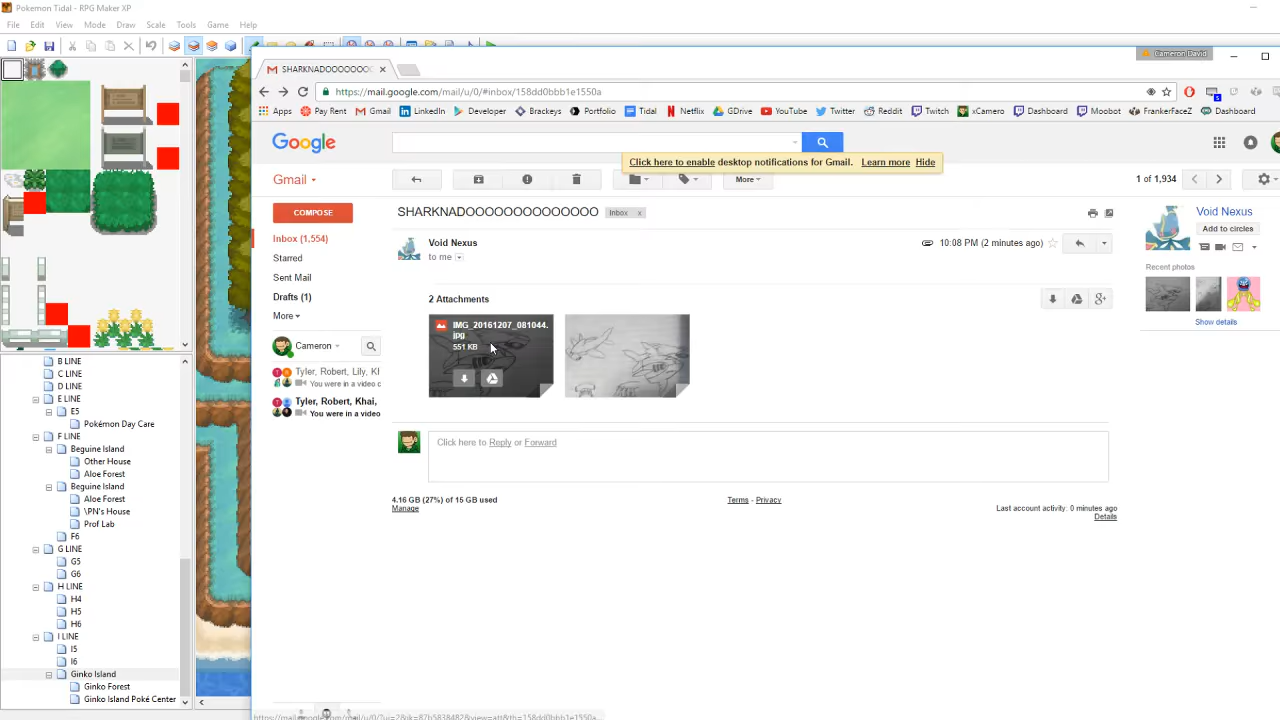 Pokemon Tidal - RPG Maker XP
File Edit View Mode Draw Scale Tools Game Help
Cameron David
SHARKNADOOOOOOOOO
https://mail.google.com/mail/u/0/#inbox/158dd0bbb1e1550a
Apps Pay Rent Gmail LinkedIn Developer Brackeys Portfolio Tidal Netflix GDrive YouTube Twitter Reddit Twitch xCamero Dashboard Moobot FrankerFaceZ Dashboard
Google
Click here to enable desktop notifications for Gmail. Learn more Hide
Gmail
More
1 of 1,934
COMPOSE
SHARKNADOOOOOOOOOOOOOO Inbox x
Void Nexus
Add to circles
Inbox (1,554)
Starred
Sent Mail
Drafts (1)
More
Void Nexus
to me
10:08 PM (2 minutes ago)
Recent photos
Show details
2 Attachments
IMG_20161207_081044.
jpg
551 KB
Cameron
Tyler, Robert, Lily, Kl
You were in a video c
Tyler, Robert, Khai,
You were in a video
Click here to Reply or Forward
4.16 GB (27%) of 15 GB used
Manage
Terms - Privacy
Last account activity: 0 minutes ago
Details
B LINE
C LINE
D LINE
E LINE
E5
Pokémon Day Care
F LINE
Beguine Island
Other House
Aloe Forest
Beguine Island
Aloe Forest
\PN's House
Prof Lab
F6
G LINE
G5
G6
H LINE
H4
H5
H6
I LINE
I5
I6
Ginko Island
Ginko Forest
Ginko Island Poké Center